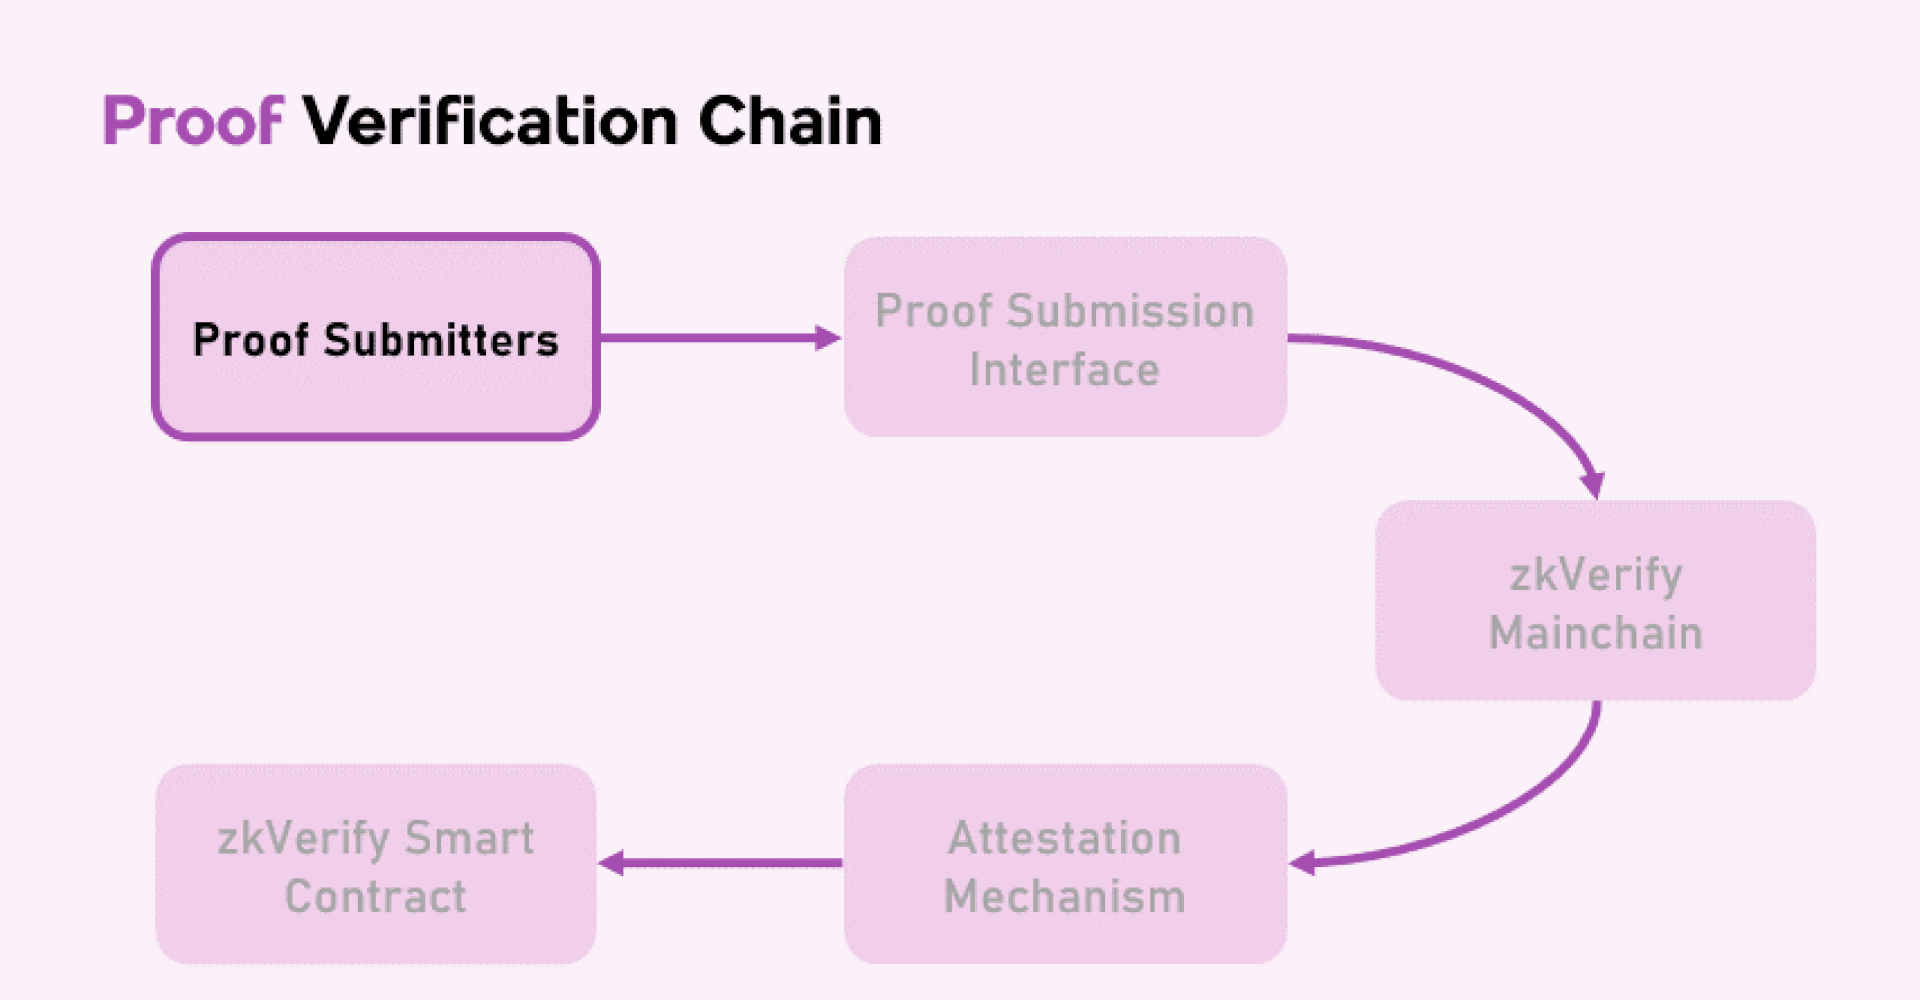 Proof Verification Chain
Proof Submitters
Proof Submission
Interface
zkVerify
Mainchain
Attestation
Mechanism
zkVerify Smart
Contract